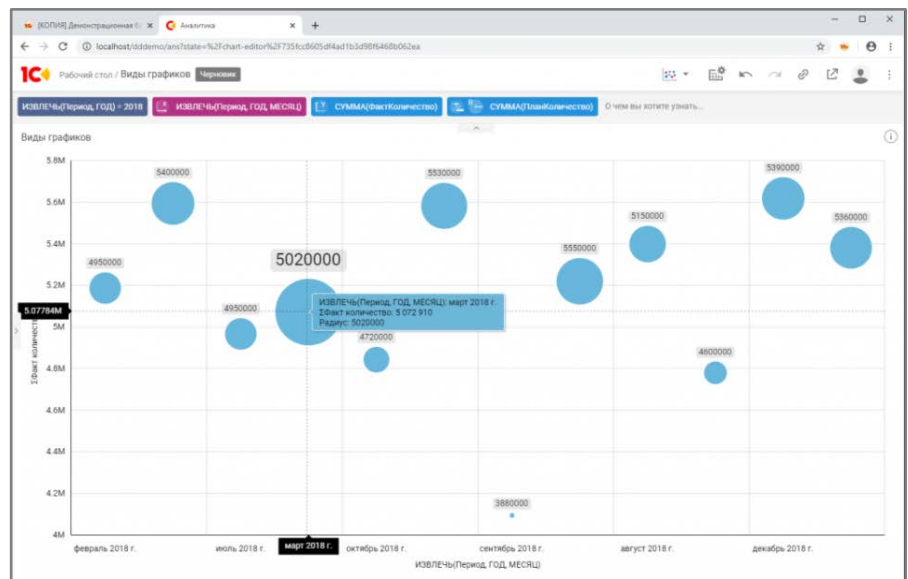 [КОПИЯ] Демонстрационная б
Аналитика
localhost/dddemo/ans?state=%2Fchart-editor%2F735fcc8605df4ad1b3d98f6468b062ea
1С
Рабочий стол / Виды графиков Черновик
ИЗВЛЕЧЬ(Период, ГОД) = 2018
ИЗВЛЕЧЬ(Период, ГОД, МЕСЯЦ)
СУММА(ФактКоличество)
СУММА(ПланКоличество)
О чем вы хотите узнать...
Виды графиков
5.8M
5400000
5530000
5390000
5.6M
5150000
5360000
5.4M
4950000
5020000
5550000
5.2M
ИЗВЛЕЧЬ(Период, ГОД, МЕСЯЦ): март 2018 г.
ΣФакт количество: 5 072 910
Радиус: 5020000
5.07784M
4950000
5M
4720000
4600000
4.8M
ΣФакт количество
4.6M
4.4M
4.2M
3880000
4M
февраль 2018 г.
июль 2018 г.
март 2018 г.
октябрь 2018 г.
сентябрь 2018 г.
август 2018 г.
декабрь 2018 г.
ИЗВЛЕЧЬ(Период, ГОД, МЕСЯЦ)